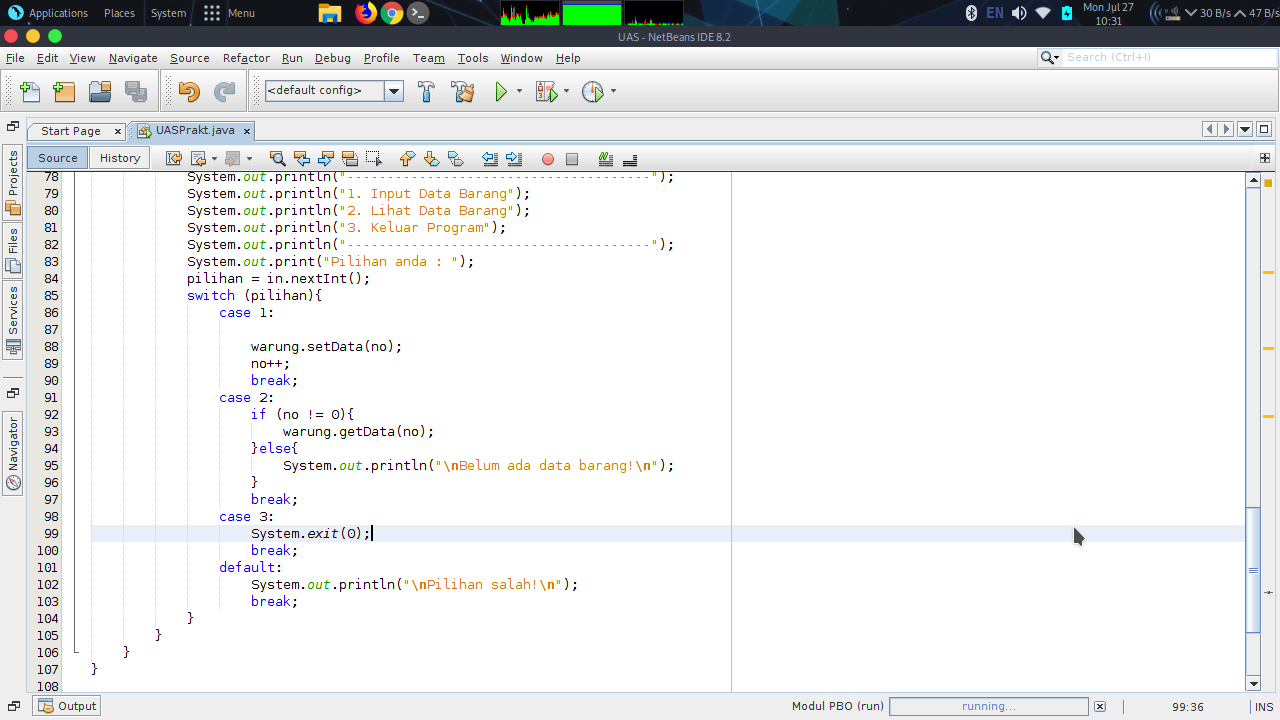 Applications Places System Menu EN Mon Jul 27 10:31 30 B/s 47 B/s
UAS - NetBeans IDE 8.2
File Edit View Navigate Source Refactor Run Debug Profile Team Tools Window Help Search (Ctrl+I)
<default config>
Start Page UASPrakt.java
Source History
Projects
Files
Services
Navigator
78 System.out.println("--------------------------------------");
79 System.out.println("1. Input Data Barang");
80 System.out.println("2. Lihat Data Barang");
81 System.out.println("3. Keluar Program");
82 System.out.println("--------------------------------------");
83 System.out.print("Pilihan anda : ");
84 pilihan = in.nextInt();
85 switch (pilihan){
86 case 1:
87
88 warung.setData(no);
89 no++;
90 break;
91 case 2:
92 if (no != 0){
93 warung.getData(no);
94 }else{
95 System.out.println("\nBelum ada data barang!\n");
96 }
97 break;
98 case 3:
99 System.exit(0);
100 break;
101 default:
102 System.out.println("\nPilihan salah!\n");
103 break;
104 }
105 }
106 }
107 }
108
Output Modul PBO (run) running... 99:36 INS